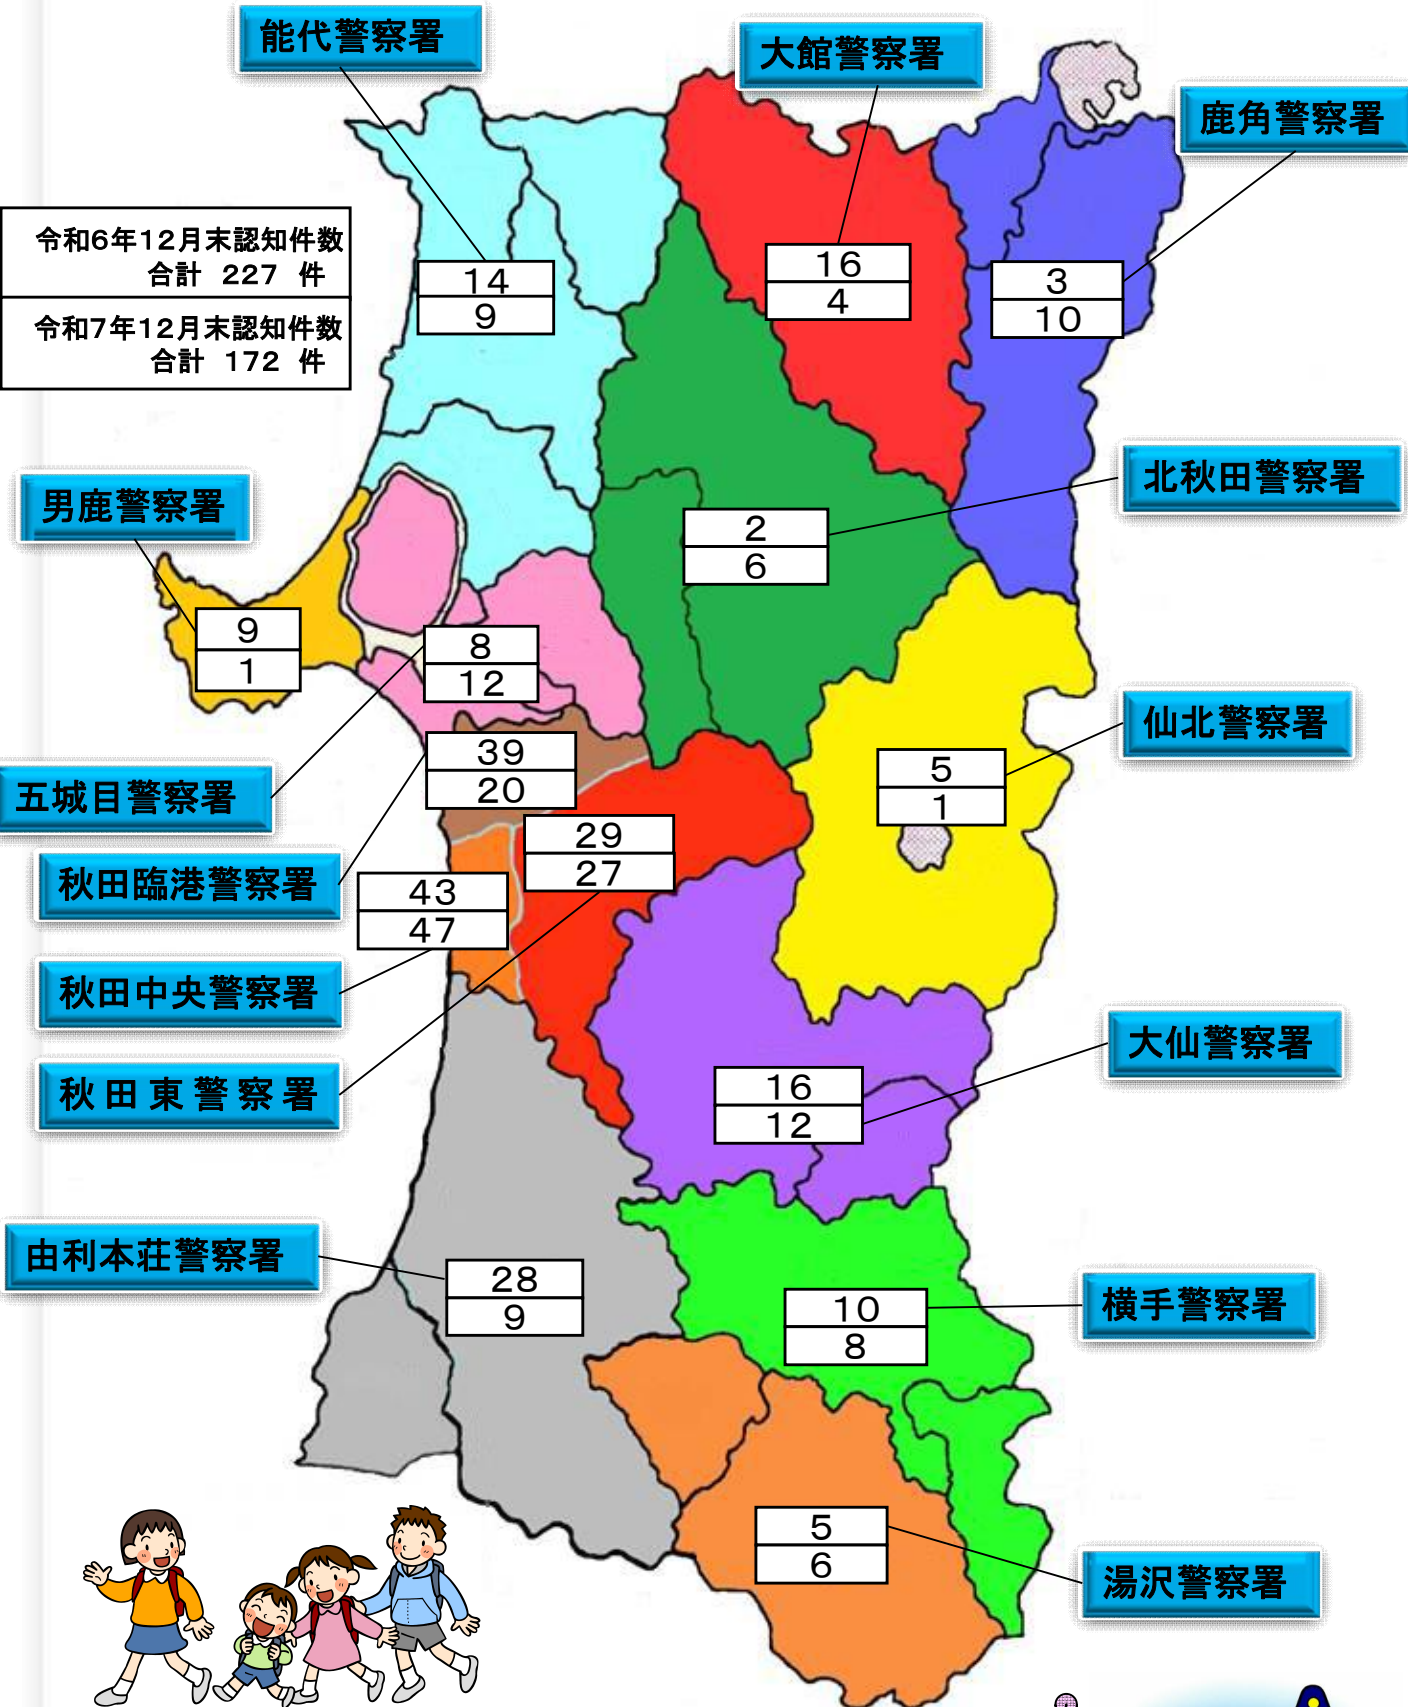 能代警察署
大館警察署
鹿角警察署
令和6年12月末認知件数
合計 227 件
令和7年12月末認知件数
合計 172 件
14
9
16
4
3
10
北秋田警察署
男鹿警察署
2
6
9
1
8
12
仙北警察署
39
20
5
1
五城目警察署
29
27
秋田臨港警察署
43
47
秋田中央警察署
大仙警察署
秋田東警察署
16
12
由利本荘警察署
28
9
10
8
横手警察署
5
6
湯沢警察署